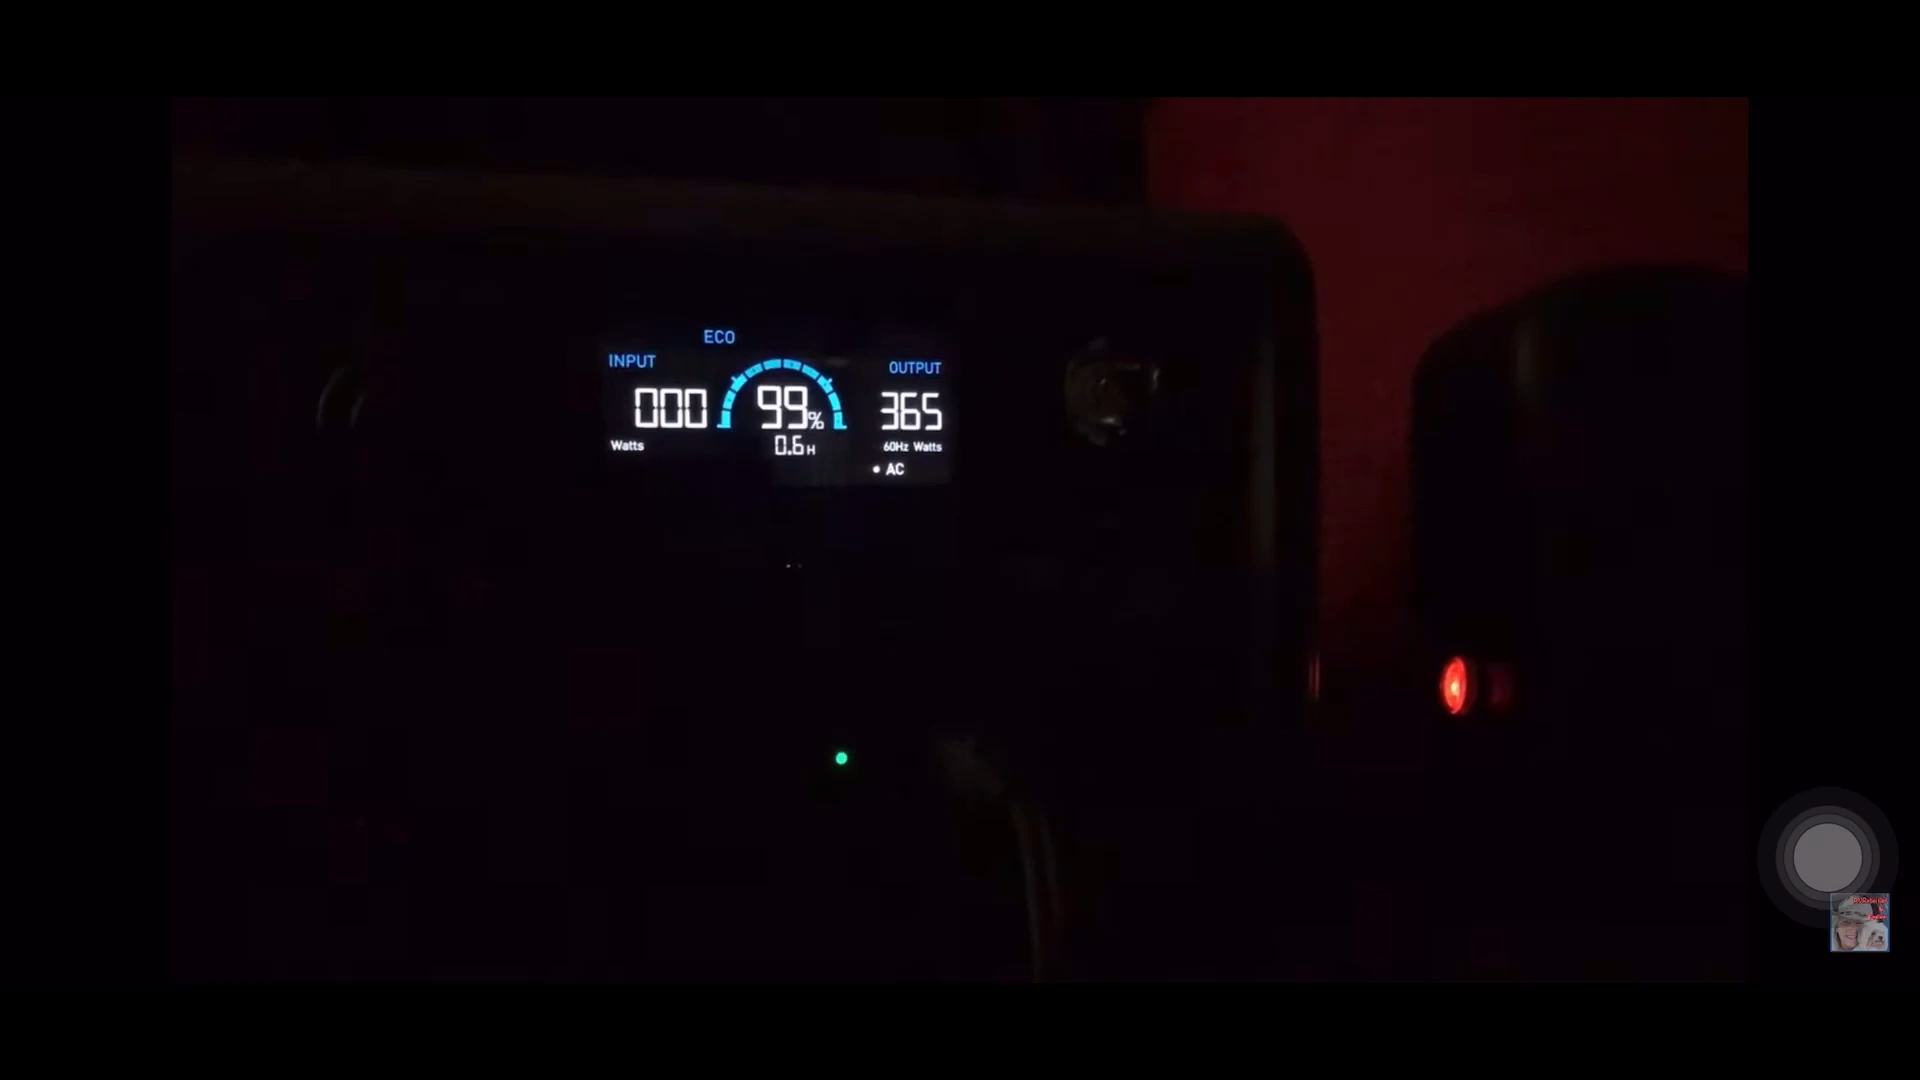 ECO
INPUT
OUTPUT
000
99%
365
Watts
0.6H
60Hz Watts
AC